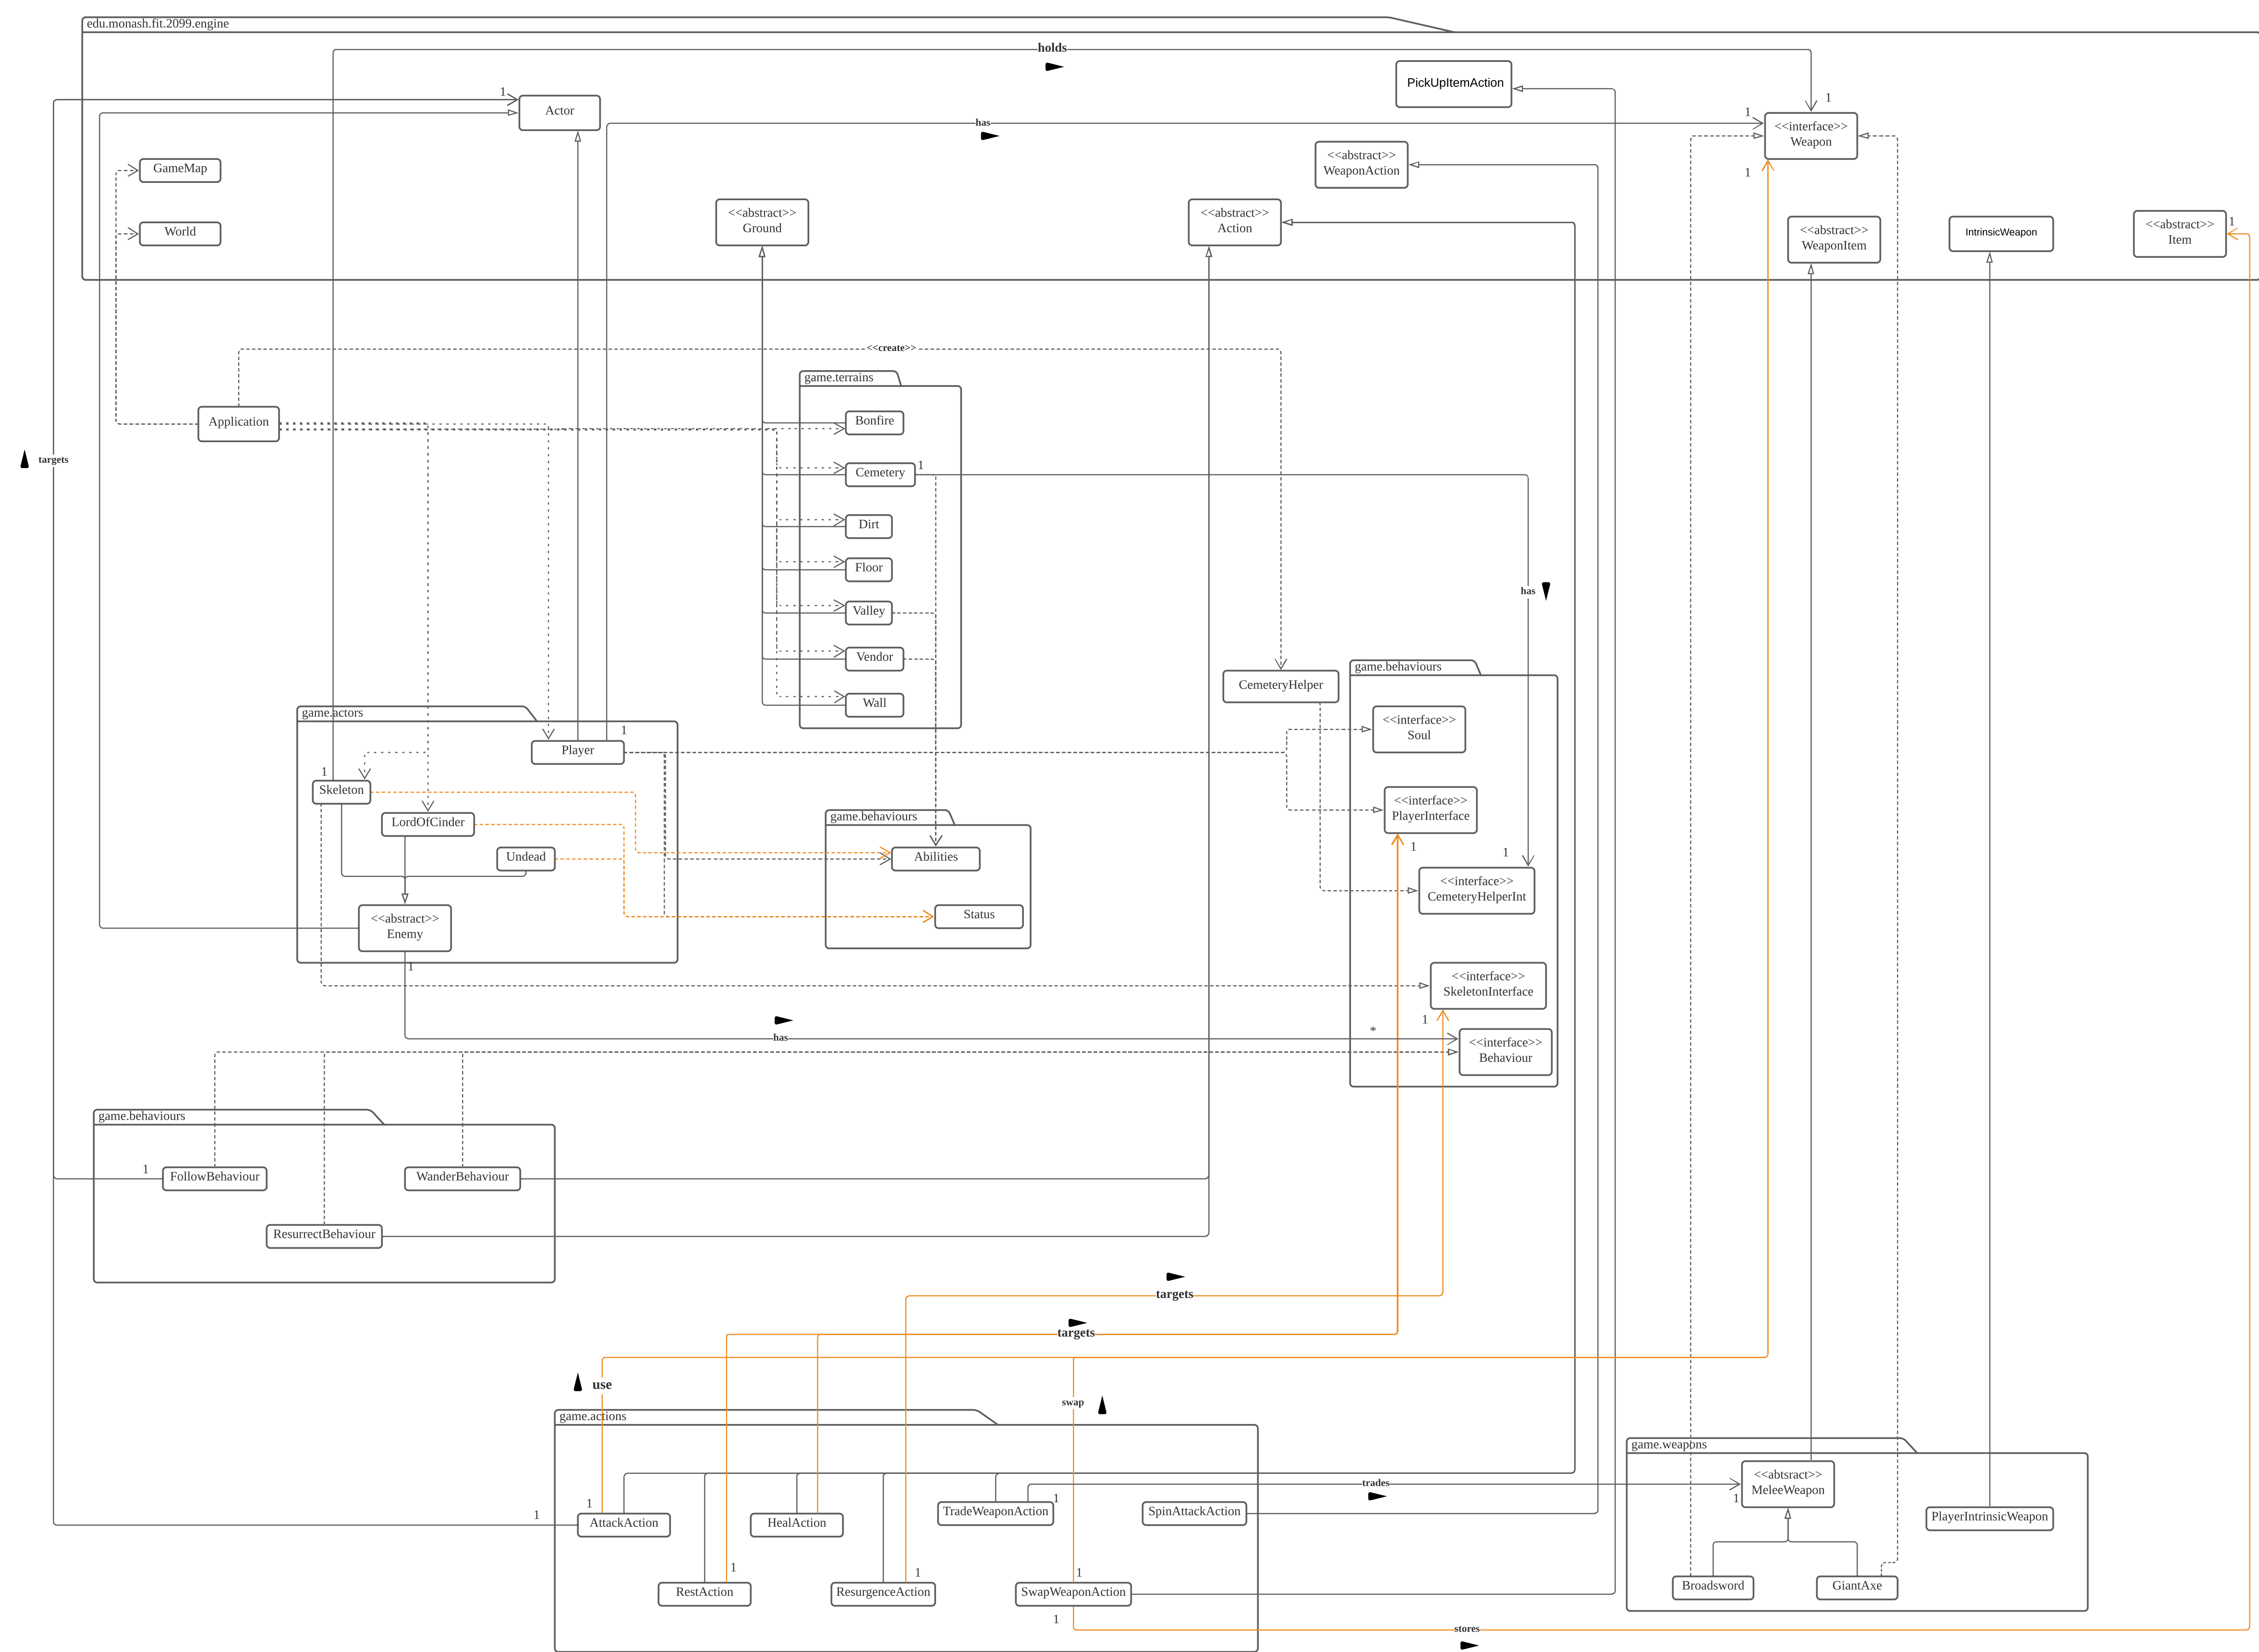 edu.monash.fit.2099.engine
holds
PickUpItemAction
1
Actor
1
1
has
<<interface>>
Weapon
<<abstract>>
WeaponAction
GameMap
1
<<abstract>>
Ground
<<abstract>>
Action
World
<<abstract>>
WeaponItem
IntrinsicWeapon
<<abstract>>
Item
1
<<create>>
game.terrains
Application
Bonfire
targets
Cemetery
1
Dirt
Floor
has
Valley
Vendor
game.behaviours
CemeteryHelper
Wall
game.actors
<<interface>>
Soul
1
Player
1
Skeleton
<<interface>>
PlayerInterface
game.behaviours
LordOfCinder
1
1
Undead
Abilities
<<interface>>
CemeteryHelperInt
Status
<<abstract>>
Enemy
1
<<interface>>
SkeletonInterface
1
*
has
<<interface>>
Behaviour
game.behaviours
1
FollowBehaviour
WanderBehaviour
ResurrectBehaviour
targets
targets
use
swap
game.actions
game.weapons
<<abtsract>>
MeleeWeapon
trades
1
1
1
1
AttackAction
HealAction
TradeWeaponAction
SpinAttackAction
PlayerIntrinsicWeapon
1
1
1
RestAction
ResurgenceAction
SwapWeaponAction
Broadsword
GiantAxe
1
stores